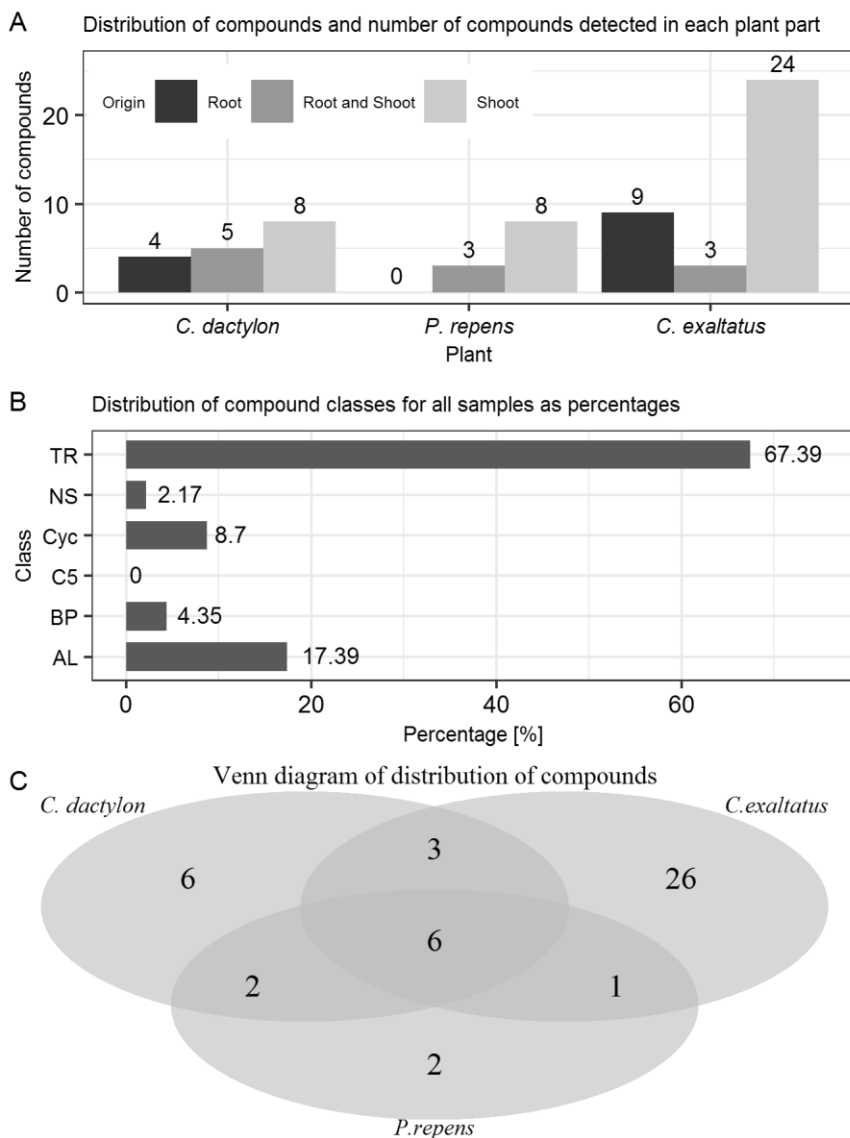 A
Distribution of compounds and number of compounds detected in each plant part
Number of compounds
20
10
0
Origin Root Root and Shoot Shoot
4 5 8 0 3 8 9 3 24
C. dactylon P. repens C. exaltatus
Plant
B
Distribution of compound classes for all samples as percentages
Class
TR 67.39
NS 2.17
Cyc 8.7
C5 0
BP 4.35
AL 17.39
0 20 40 60
Percentage [%]
C
Venn diagram of distribution of compounds
C. dactylon C.exaltatus
3
6 26
6
2 1
2
P.repens